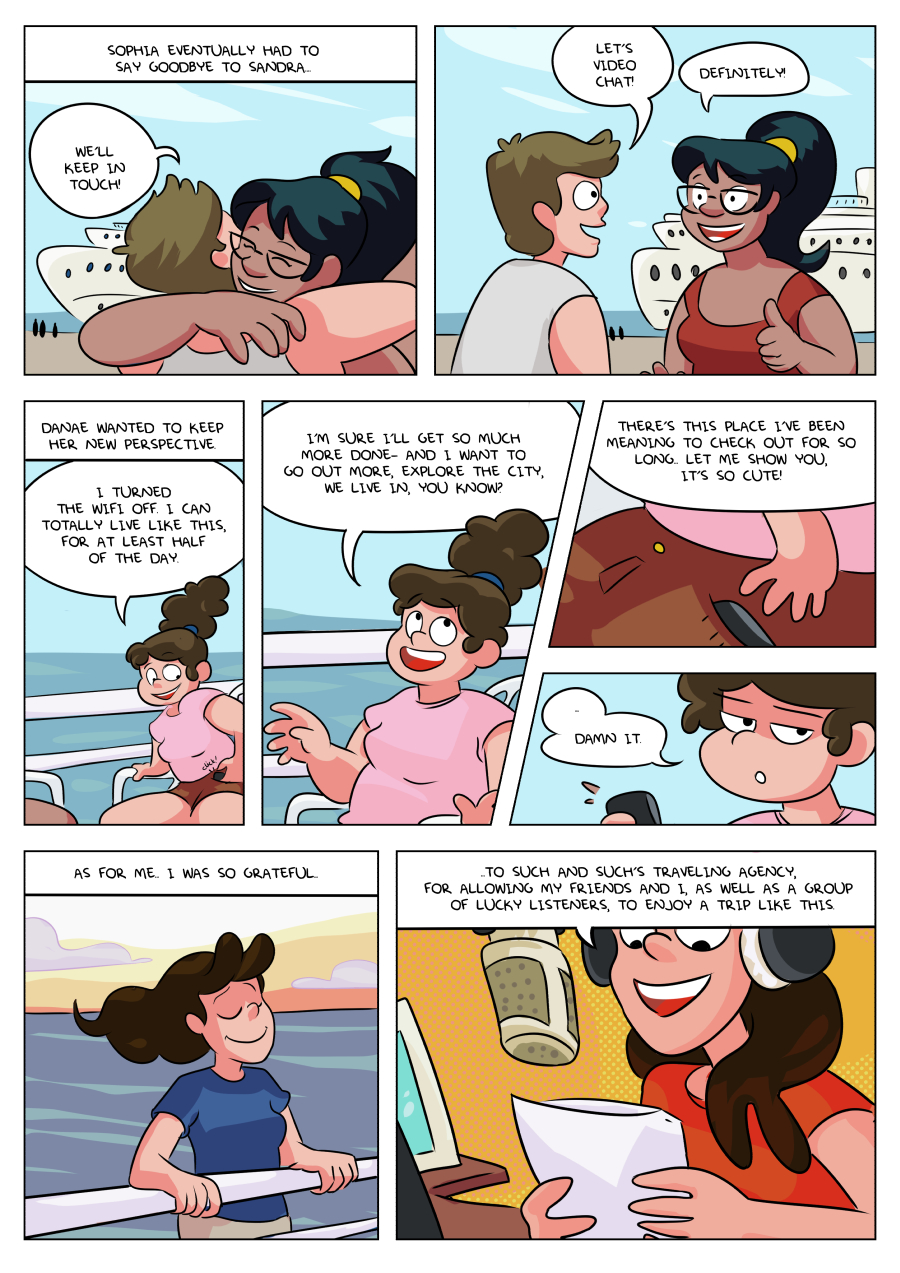 SOPHIA EVENTUALLY HAD TO
SAY GOODBYE TO SANDRA...
WE'LL
KEEP IN
TOUCH!
LET'S
VIDEO
CHAT!
DEFINITELY!
DANAE WANTED TO KEEP
HER NEW PERSPECTIVE.
I TURNED
THE WIFI OFF. I CAN
TOTALLY LIVE LIKE THIS,
FOR AT LEAST HALF
OF THE DAY.
click!
I'M SURE I'LL GET SO MUCH
MORE DONE- AND I WANT TO
GO OUT MORE, EXPLORE THE CITY,
WE LIVE IN, YOU KNOW?
THERE'S THIS PLACE I'VE BEEN
MEANING TO CHECK OUT FOR SO
LONG.. LET ME SHOW YOU,
IT'S SO CUTE!
..
DAMN IT.
AS FOR ME.. I WAS SO GRATEFUL..
..TO SUCH AND SUCH'S TRAVELING AGENCY,
FOR ALLOWING MY FRIENDS AND I, AS WELL AS A GROUP
OF LUCKY LISTENERS, TO ENJOY A TRIP LIKE THIS.